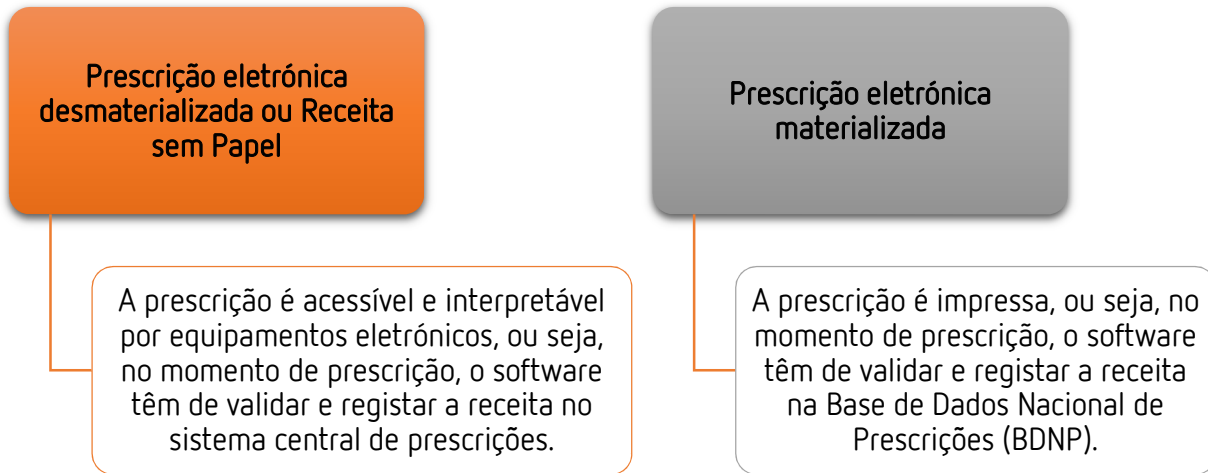 Prescrição eletrónica
desmaterializada ou Receita
sem Papel
A prescrição é acessível e interpretável
por equipamentos eletrónicos, ou seja,
no momento de prescrição, o software
têm de validar e registar a receita no
sistema central de prescrições.
Prescrição eletrónica
materializada
A prescrição é impressa, ou seja, no
momento de prescrição, o software
têm de validar e registar a receita
na Base de Dados Nacional de
Prescrições (BDNP).